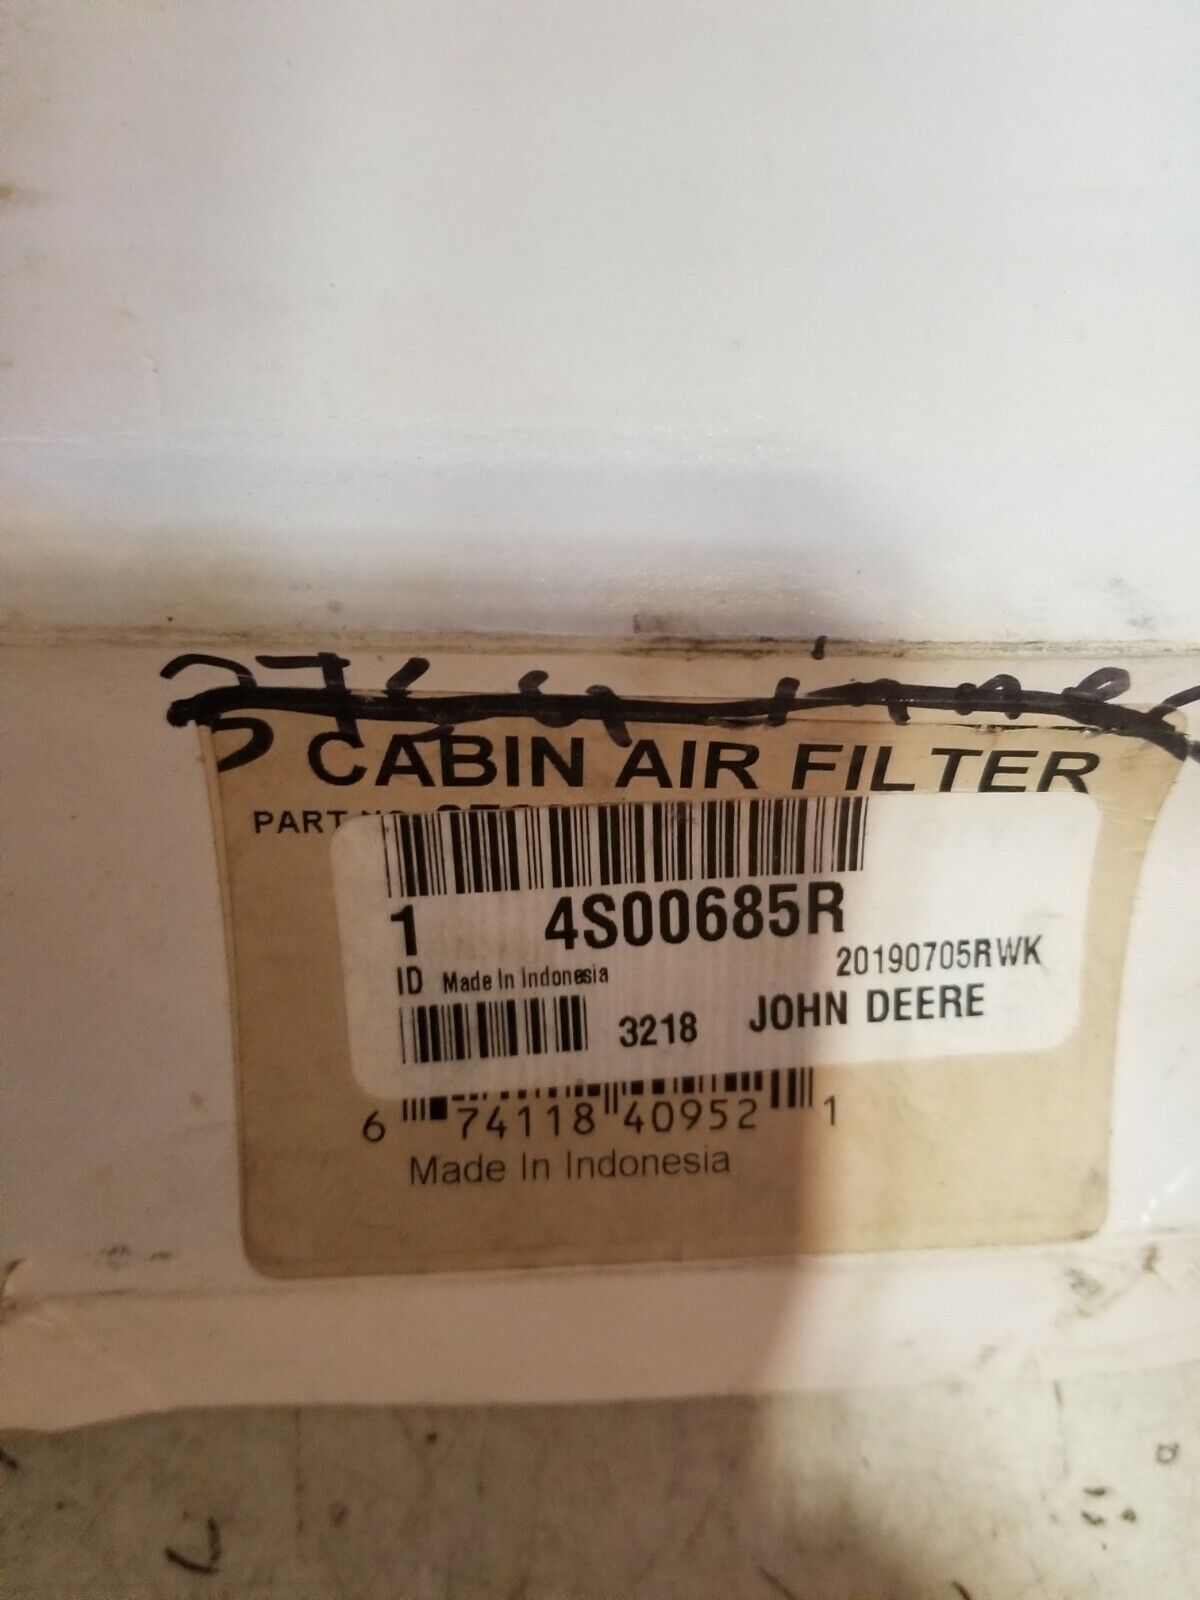 CABIN AIR FILTER
PART
1 4S00685R
ID Made In Indonesia 20190705RWK
3218 JOHN DEERE
6 74118 40952 1
Made In Indonesia